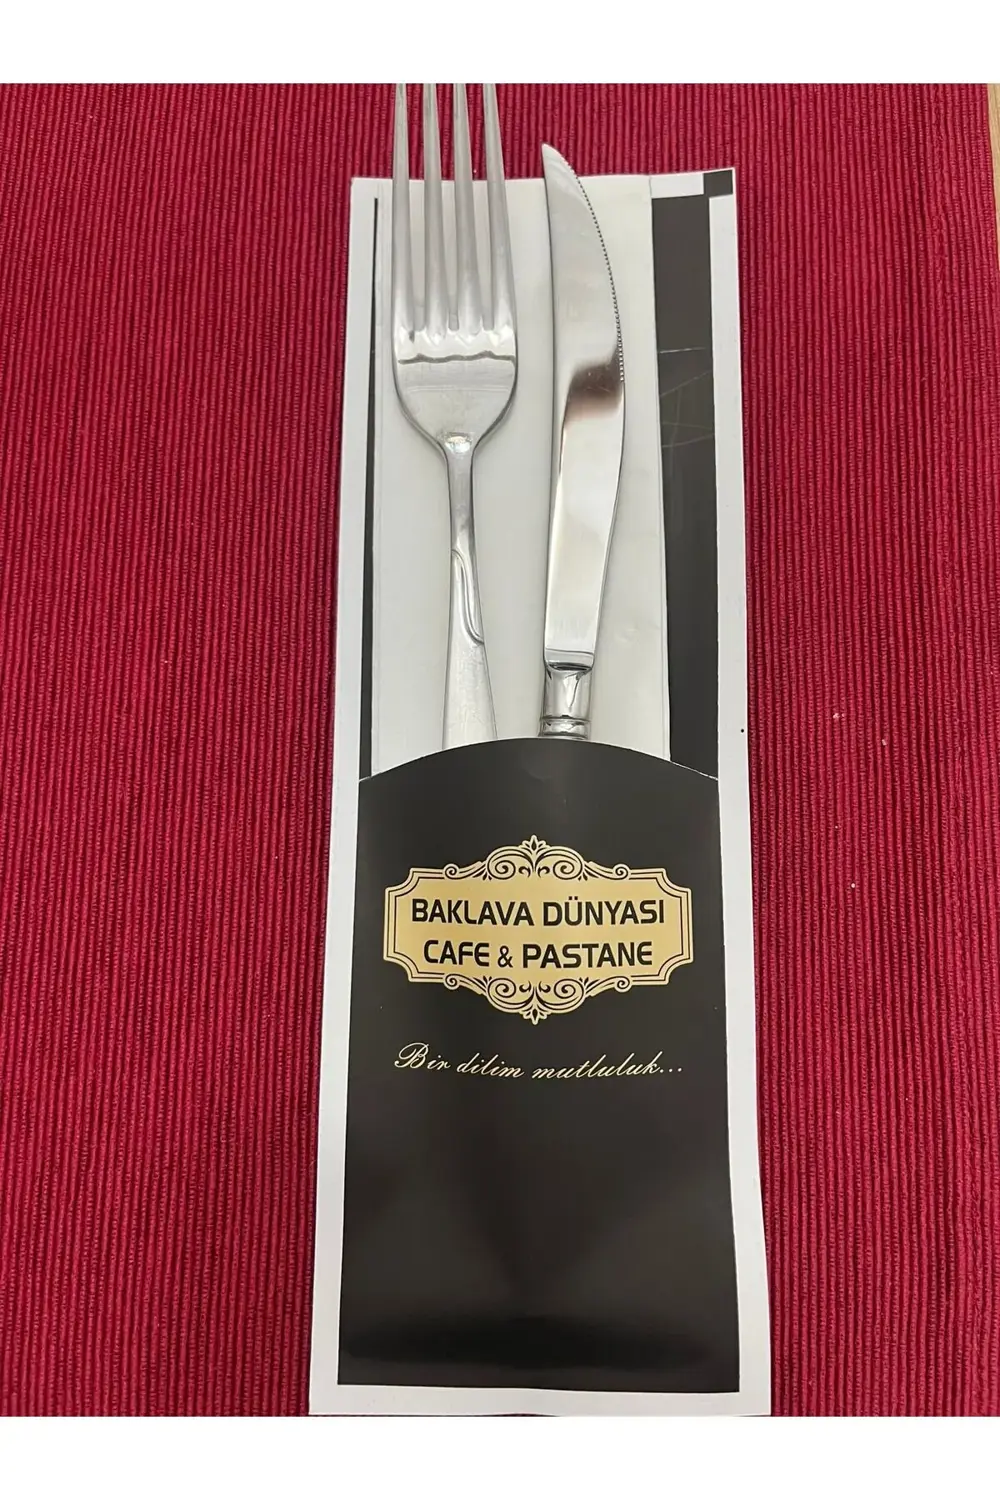 BAKLAVA DÜNYASI
CAFE & PASTANE
Bir dilim mutluluk...